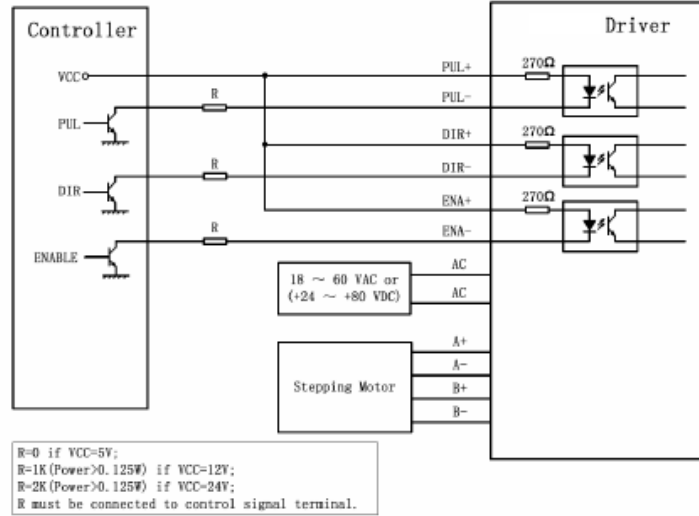 Controller
Driver
VCC
PUL+
270Ω
R
PUL-
PUL
DIR+
270Ω
R
DIR-
DIR
ENA+
270Ω
R
ENA-
ENABLE
18 ~ 60 VAC or
(+24 ~ +80 VDC)
AC
AC
Stepping Motor
A+
A-
B+
B-
R=0 if VCC=5V;
R=1K(Power>0.125W) if VCC=12V;
R=2K(Power>0.125W) if VCC=24V;
R must be connected to control signal terminal.